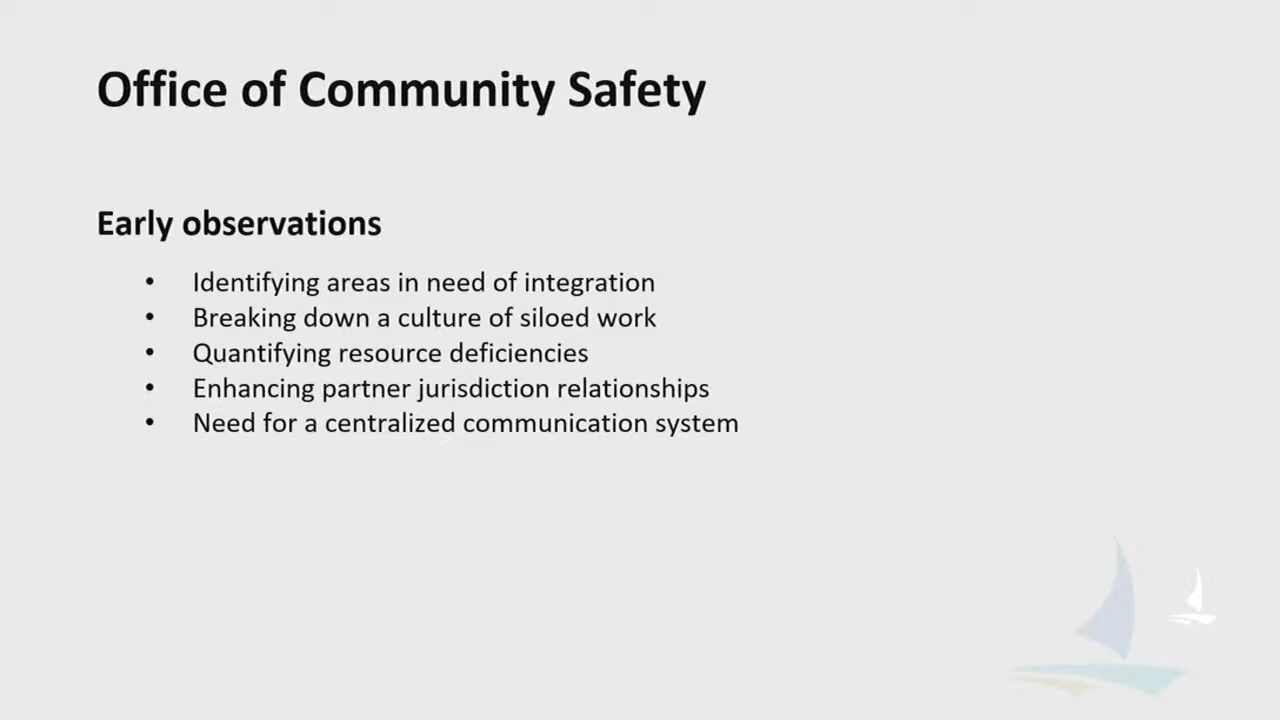 Office of Community Safety
Early observations
• Identifying areas in need of integration
• Breaking down a culture of siloed work
• Quantifying resource deficiencies
• Enhancing partner jurisdiction relationships
• Need for a centralized communication system